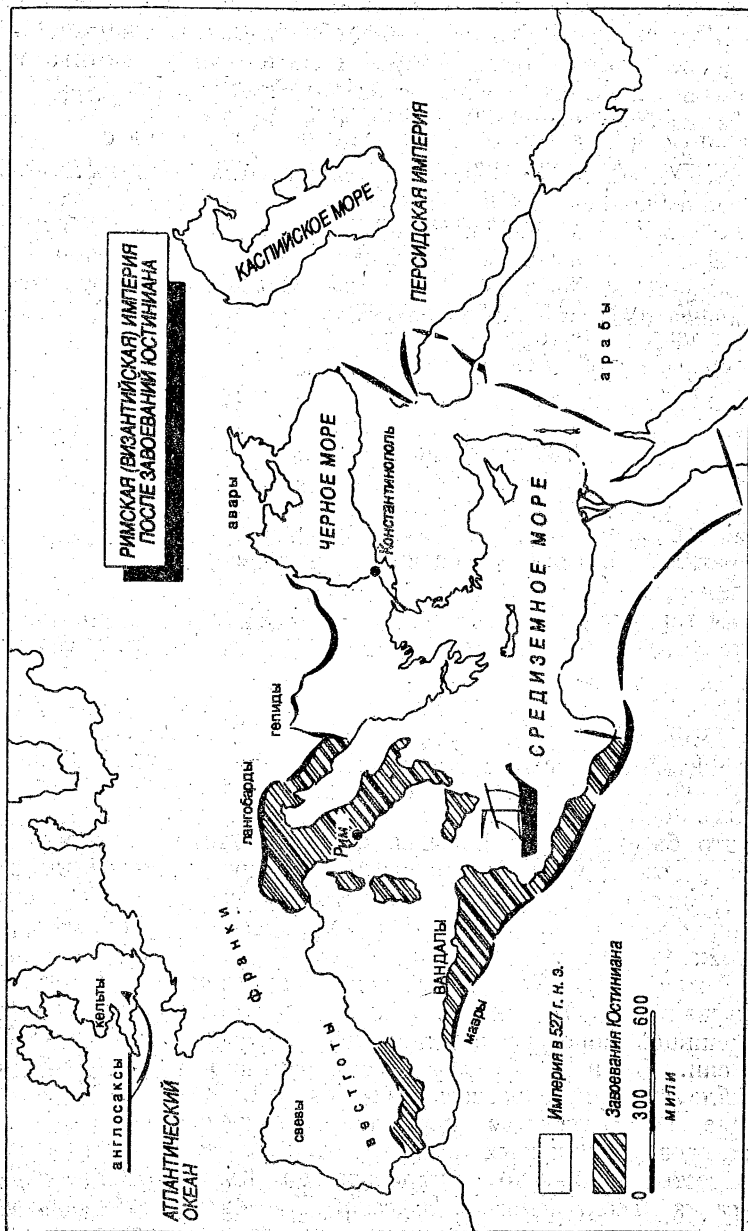 РИМСКАЯ (ВИЗАНТИЙСКАЯ) ИМПЕРИЯ
ПОСЛЕ ЗАВОЕВАНИЙ ЮСТИНИАНА
англосаксы
кельты
АТЛАНТИЧЕСКИЙ
ОКЕАН
франки
свевы
вестготы
лангобарды
гепиды
авары
Рим
ЧЕРНОЕ МОРЕ
Константинополь
КАСПИЙСКОЕ МОРЕ
ПЕРСИДСКАЯ ИМПЕРИЯ
СРЕДИЗЕМНОЕ МОРЕ
арабы
ВАНДАЛЫ
мавры
Империя в 527 г. н. э.
Завоевания Юстиниана
0 300 600
МИЛИ